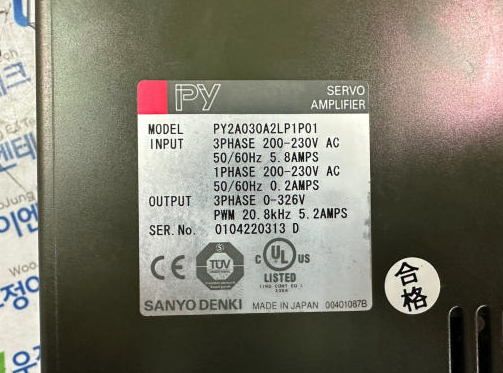 PY
SERVO
AMPLIFIER
MODEL PY2A030A2LP1P01
INPUT 3PHASE 200-230V AC
50/60Hz 5.8AMPS
1PHASE 200-230V AC
50/60Hz 0.2AMPS
OUTPUT 3PHASE 0-326V
PWM 20.8kHz 5.2AMPS
SER.No. 0104220313 D
CE
TÜV
C UL US
LISTED
SANYO DENKI MADE IN JAPAN 00401087B
合格